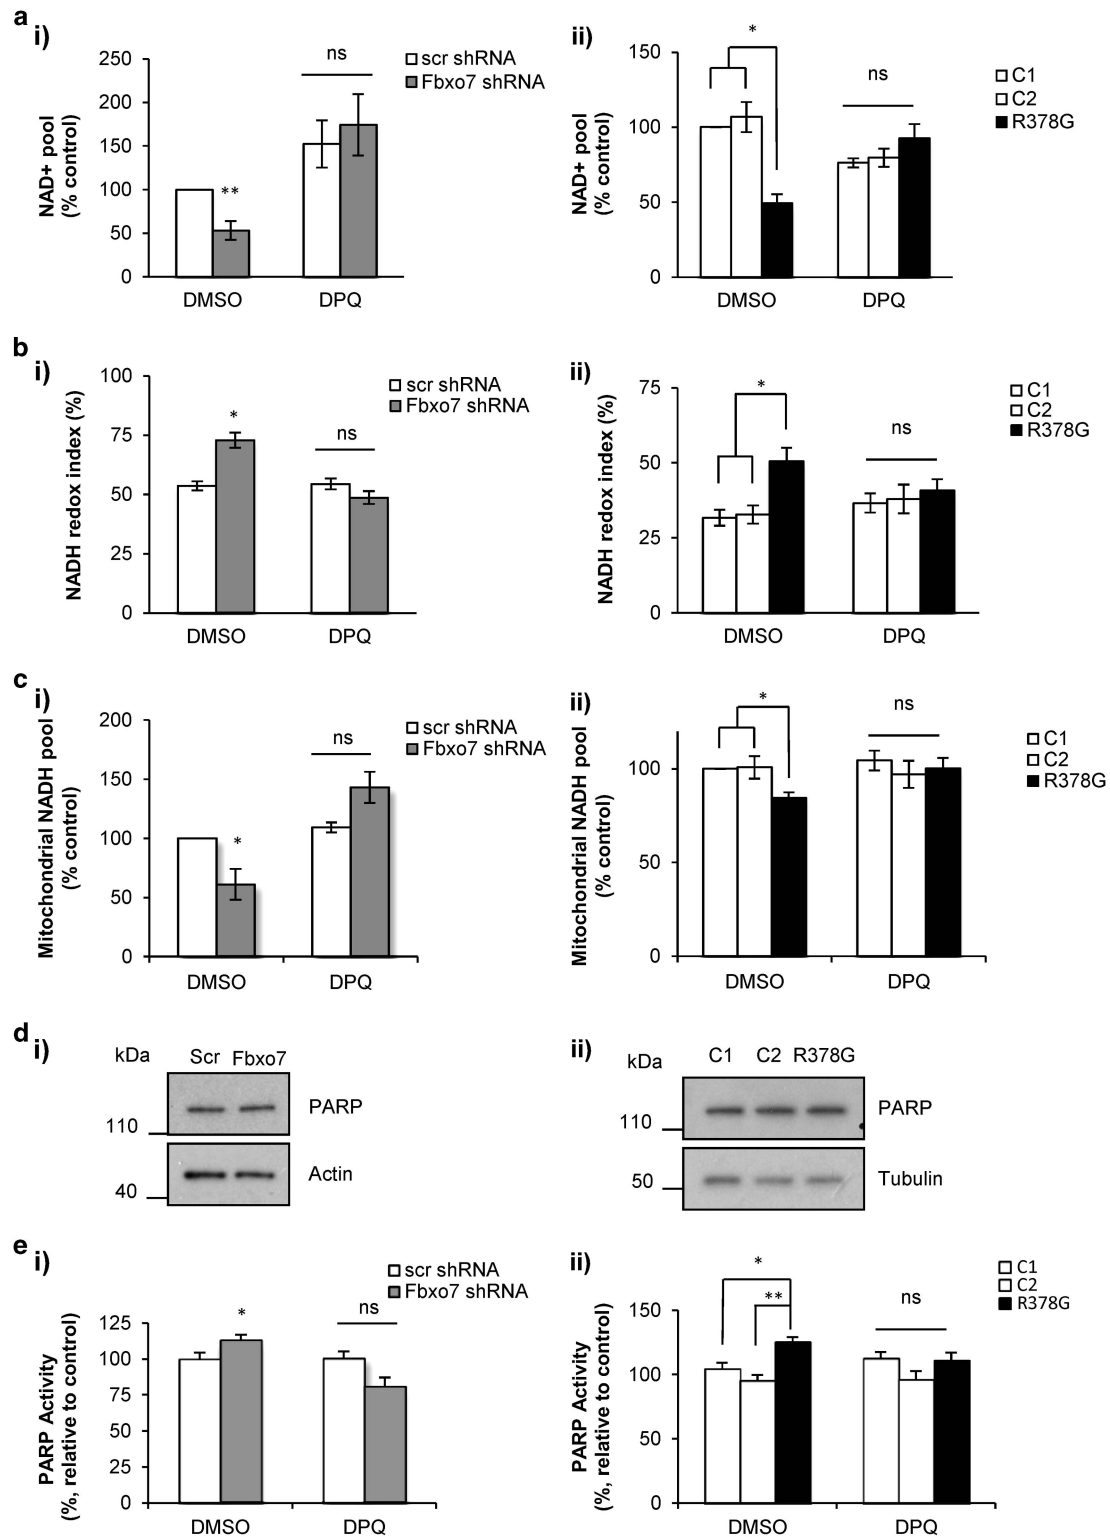 a
i)
NAD+ pool
(% control)
250
200
150
100
50
0
**
ns
DMSO
DPQ
scr shRNA
Fbxo7 shRNA
ii)
NAD+ pool
(% control)
150
100
50
0
*
ns
DMSO
DPQ
C1
C2
R378G
b
i)
NADH redox index (%)
100
75
50
25
0
*
ns
DMSO
DPQ
scr shRNA
Fbxo7 shRNA
ii)
NADH redox index (%)
75
50
25
0
*
ns
DMSO
DPQ
C1
C2
R378G
c
i)
Mitochondrial NADH pool
(% control)
200
150
100
50
0
*
ns
DMSO
DPQ
scr shRNA
Fbxo7 shRNA
ii)
Mitochondrial NADH pool
(% control)
100
50
0
*
ns
DMSO
DPQ
C1
C2
R378G
d
i)
kDa
Scr Fbxo7
110
PARP
40
Actin
ii)
kDa
C1 C2 R378G
110
PARP
50
Tubulin
e
i)
PARP Activity
(%, relative to control)
125
100
75
50
25
0
*
ns
DMSO
DPQ
scr shRNA
Fbxo7 shRNA
ii)
PARP Activity
(%, relative to control)
150
100
50
0
*
**
ns
DMSO
DPQ
C1
C2
R378G